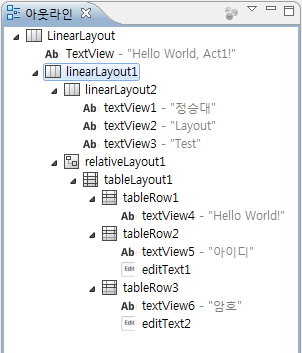 아웃라인
LinearLayout
Ab TextView - "Hello World, Act1!"
linearLayout1
linearLayout2
Ab textView1 - "정승대"
Ab textView2 - "Layout"
Ab textView3 - "Test"
relativeLayout1
tableLayout1
tableRow1
Ab textView4 - "Hello World!"
tableRow2
Ab textView5 - "아이디"
Edit editText1
tableRow3
Ab textView6 - "암호"
Edit editText2